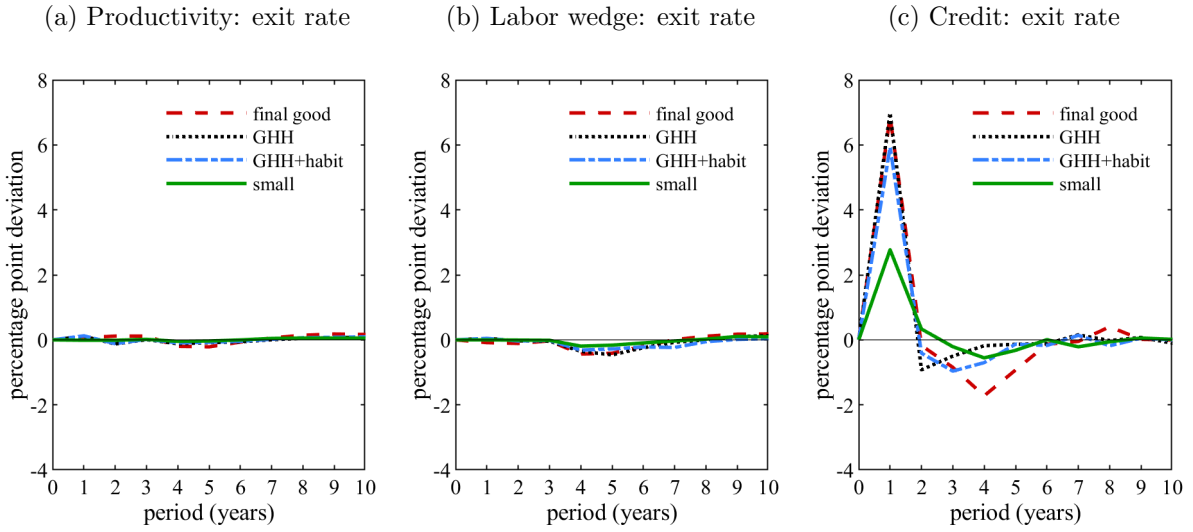 (a) Productivity: exit rate
percentage point deviation
8
6
4
2
0
-2
-4
final good
GHH
GHH+habit
small
0 1 2 3 4 5 6 7 8 9 10
period (years)
(b) Labor wedge: exit rate
percentage point deviation
8
6
4
2
0
-2
-4
final good
GHH
GHH+habit
small
0 1 2 3 4 5 6 7 8 9 10
period (years)
(c) Credit: exit rate
percentage point deviation
8
6
4
2
0
-2
-4
final good
GHH
GHH+habit
small
0 1 2 3 4 5 6 7 8 9 10
period (years)